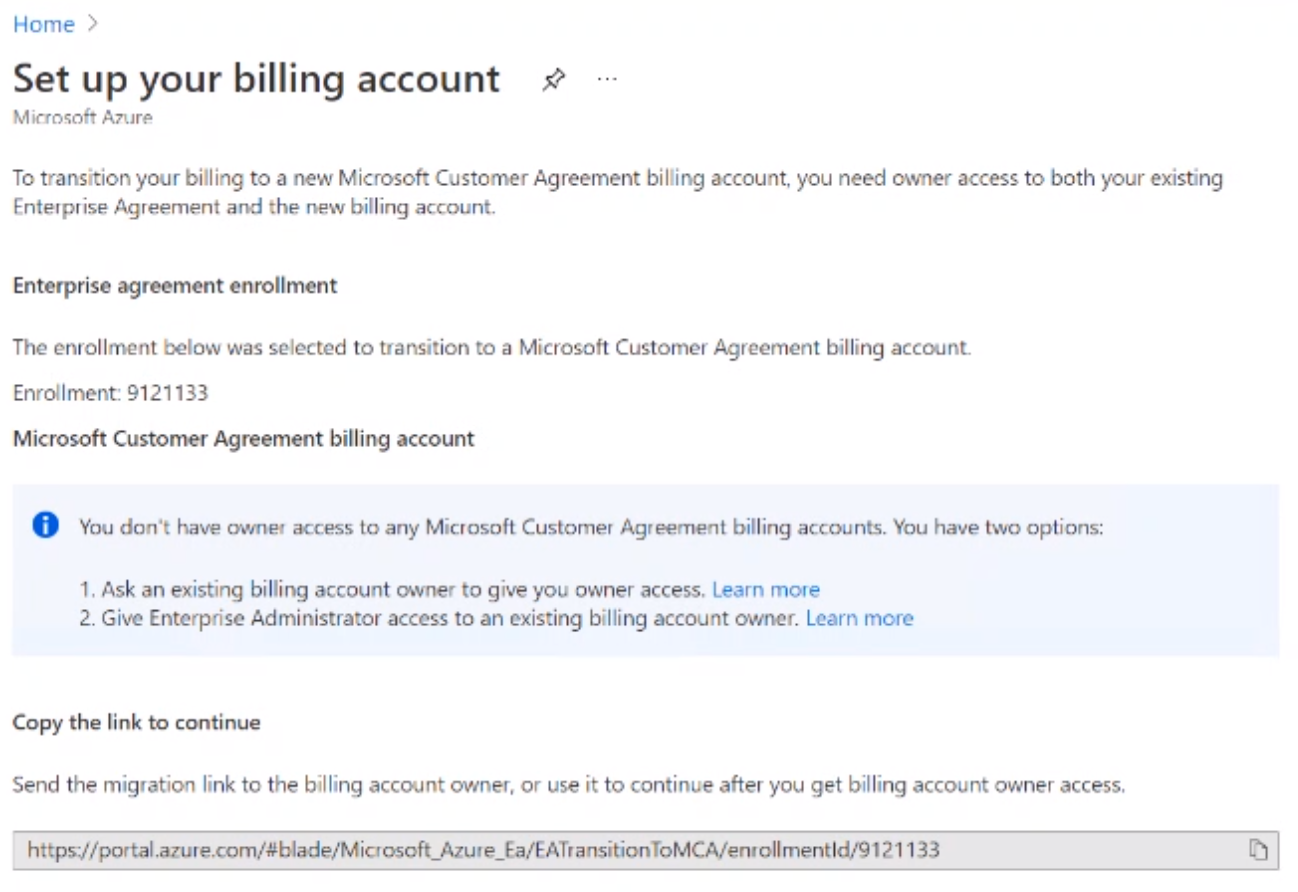 Home >
Set up your billing account
Microsoft Azure
To transition your billing to a new Microsoft Customer Agreement billing account, you need owner access to both your existing
Enterprise Agreement and the new billing account.
Enterprise agreement enrollment
The enrollment below was selected to transition to a Microsoft Customer Agreement billing account.
Enrollment: 9121133
Microsoft Customer Agreement billing account
You don't have owner access to any Microsoft Customer Agreement billing accounts. You have two options:
1. Ask an existing billing account owner to give you owner access. Learn more
2. Give Enterprise Administrator access to an existing billing account owner. Learn more
Copy the link to continue
Send the migration link to the billing account owner, or use it to continue after you get billing account owner access.
https://portal.azure.com/#blade/Microsoft_Azure_Ea/EATransitionToMCA/enrollmentId/9121133